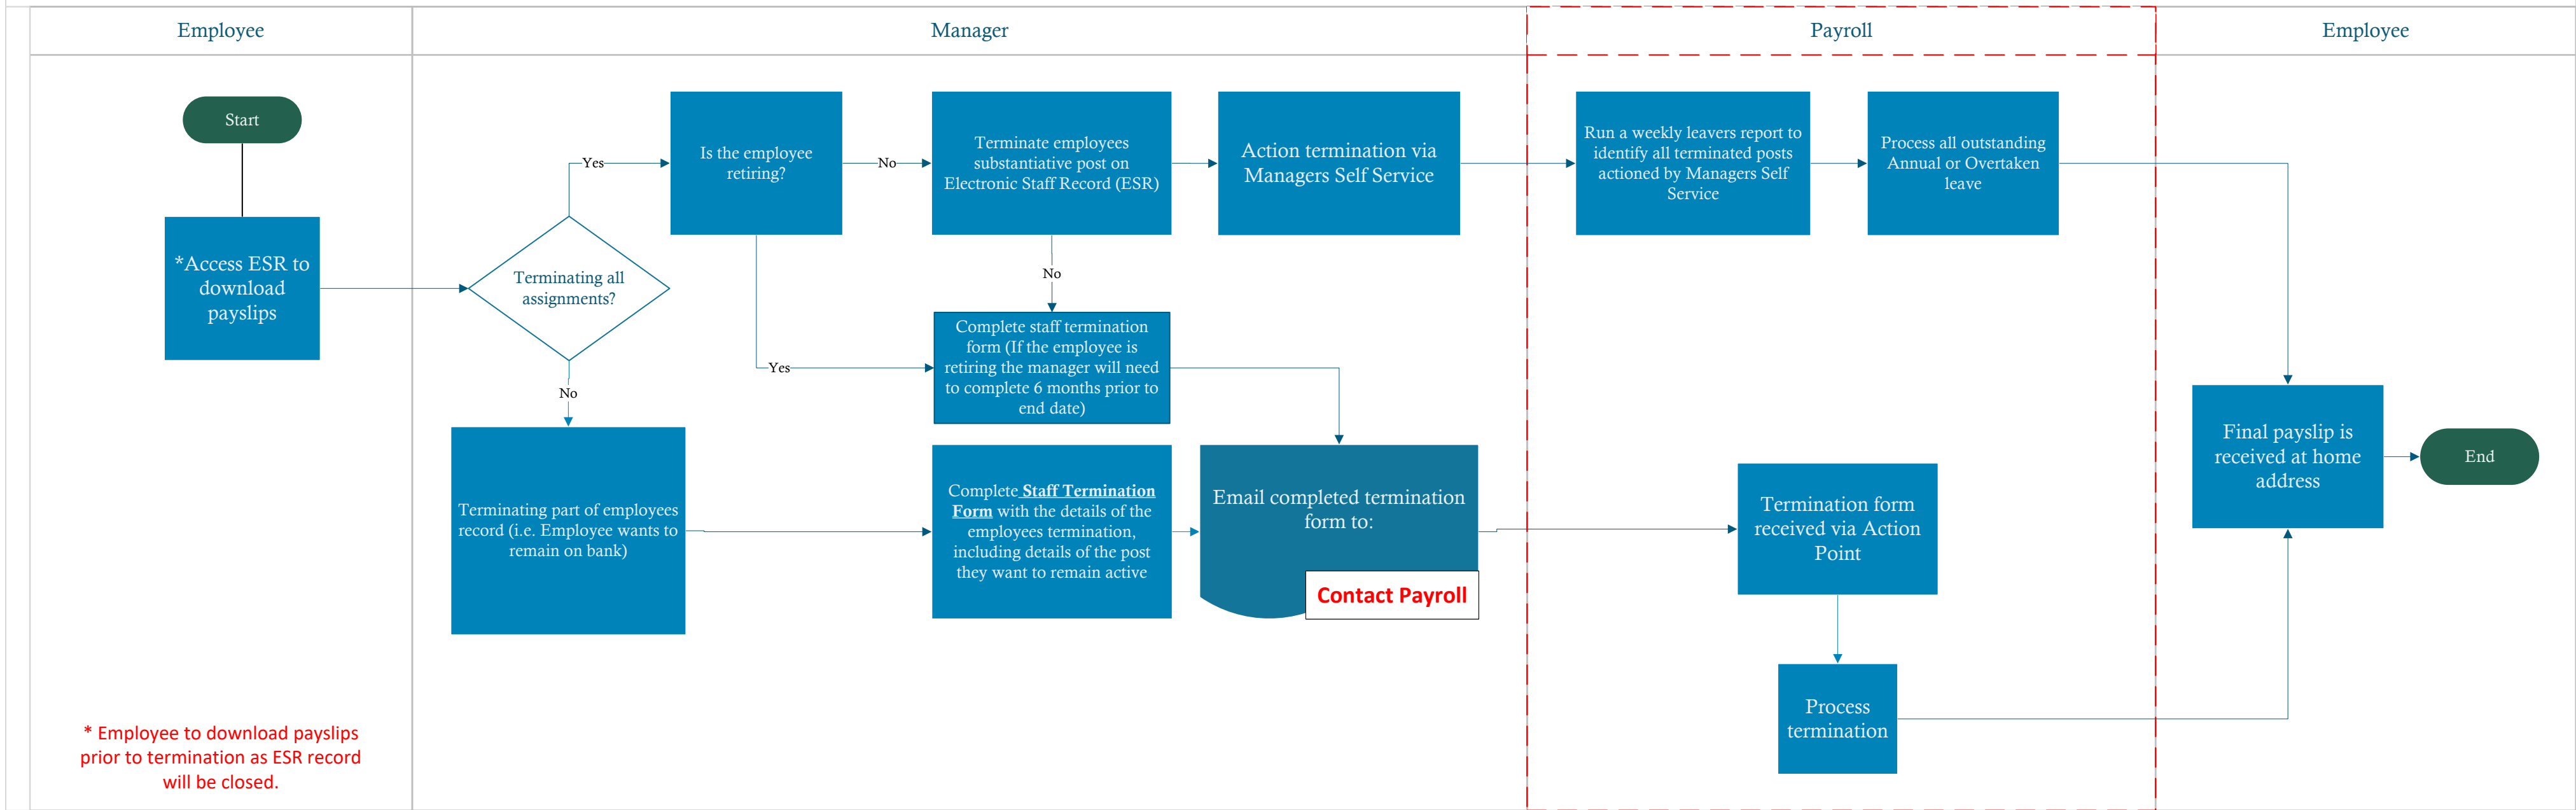 Employee
Manager
Payroll
Employee
Start
*Access ESR to
download
payslips
* Employee to download payslips
prior to termination as ESR record
will be closed.
Terminating all
assignments?
Yes
No
Is the employee
retiring?
No
Yes
Terminate employees
substantiative post on
Electronic Staff Record (ESR)
No
Action termination via
Managers Self Service
Complete staff termination
form (If the employee is
retiring the manager will need
to complete 6 months prior to
end date)
Terminating part of employees
record (i.e. Employee wants to
remain on bank)
Complete Staff Termination
Form with the details of the
employees termination,
including details of the post
they want to remain active
Email completed termination
form to:
Contact Payroll
Run a weekly leavers report to
identify all terminated posts
actioned by Managers Self
Service
Process all outstanding
Annual or Overtaken
leave
Termination form
received via Action
Point
Process
termination
Final payslip is
received at home
address
End